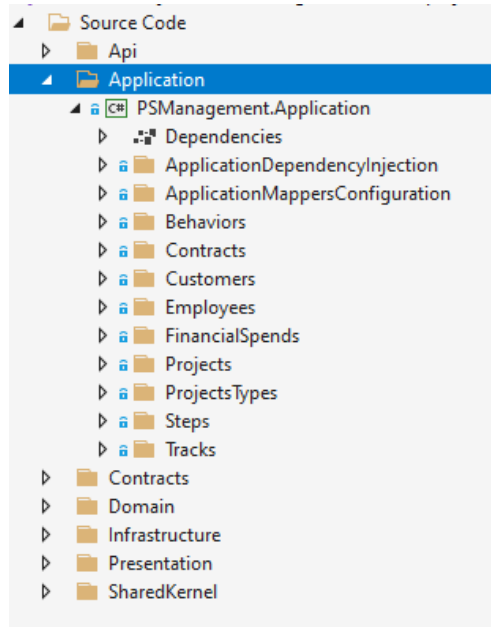 Source Code
Api
Application
C# PSManagement.Application
Dependencies
ApplicationDependencyInjection
ApplicationMappersConfiguration
Behaviors
Contracts
Customers
Employees
FinancialSpends
Projects
ProjectsTypes
Steps
Tracks
Contracts
Domain
Infrastructure
Presentation
SharedKernel